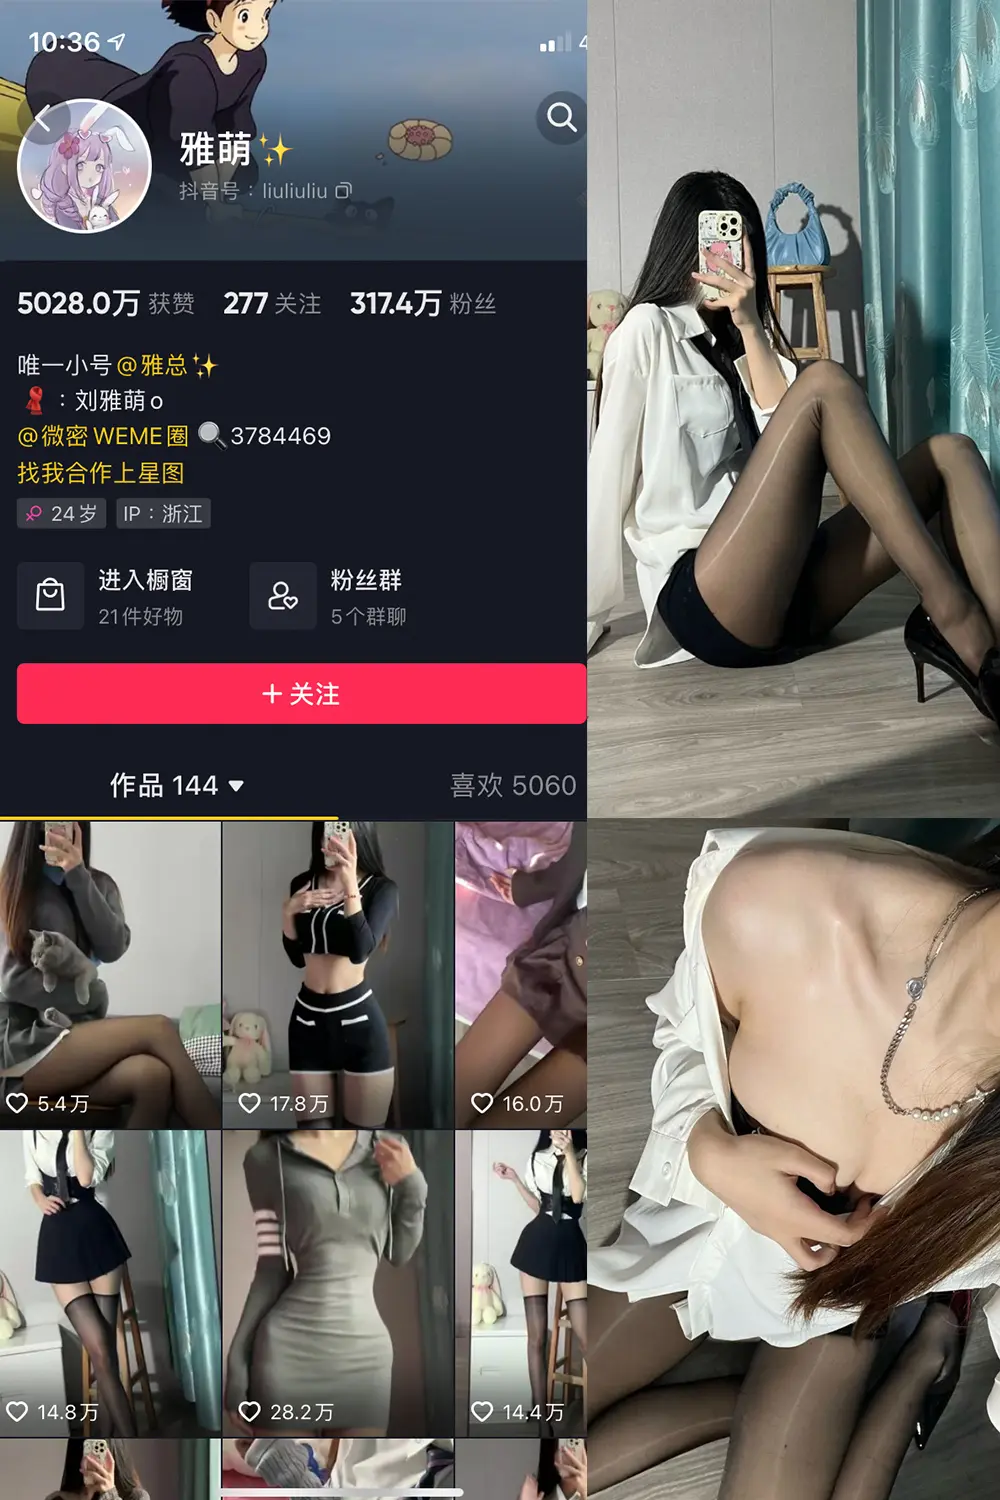 10:36
4
雅萌✨
抖音号：liuliuliu
5028.0万 获赞 277 关注 317.4万 粉丝
唯一小号@雅总✨
🧣：刘雅萌o
@微密WEME圈🔍3784469
找我合作上星图
♀ 24岁 IP：浙江
进入橱窗
21件好物
粉丝群
5个群聊
+ 关注
作品 144 ▼ 喜欢 5060
5.4万 17.8万 16.0万
14.8万 28.2万 14.4万